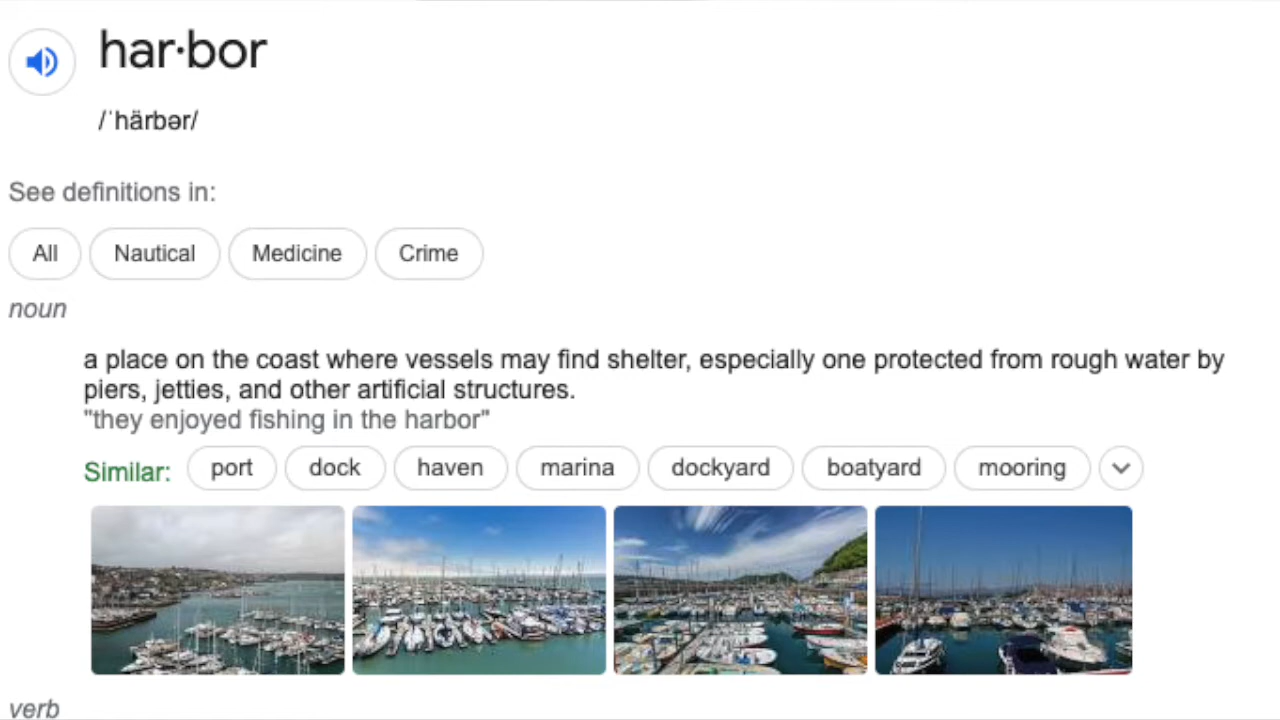 har·bor
/ˈhärbər/
See definitions in:
All Nautical Medicine Crime
noun
a place on the coast where vessels may find shelter, especially one protected from rough water by
piers, jetties, and other artificial structures.
"they enjoyed fishing in the harbor"
Similar: port dock haven marina dockyard boatyard mooring
verb